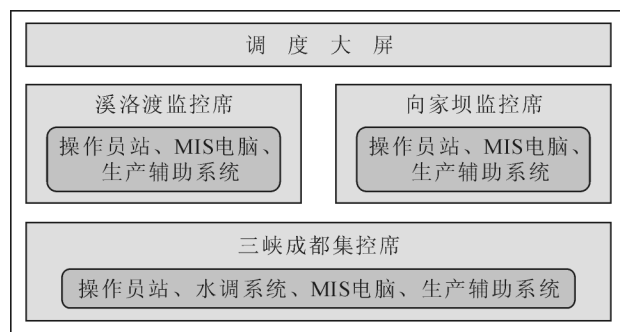 调度大屏
溪洛渡监控席
操作员站、MIS电脑、
生产辅助系统
向家坝监控席
操作员站、MIS电脑、
生产辅助系统
三峡成都集控席
操作员站、水调系统、MIS电脑、生产辅助系统